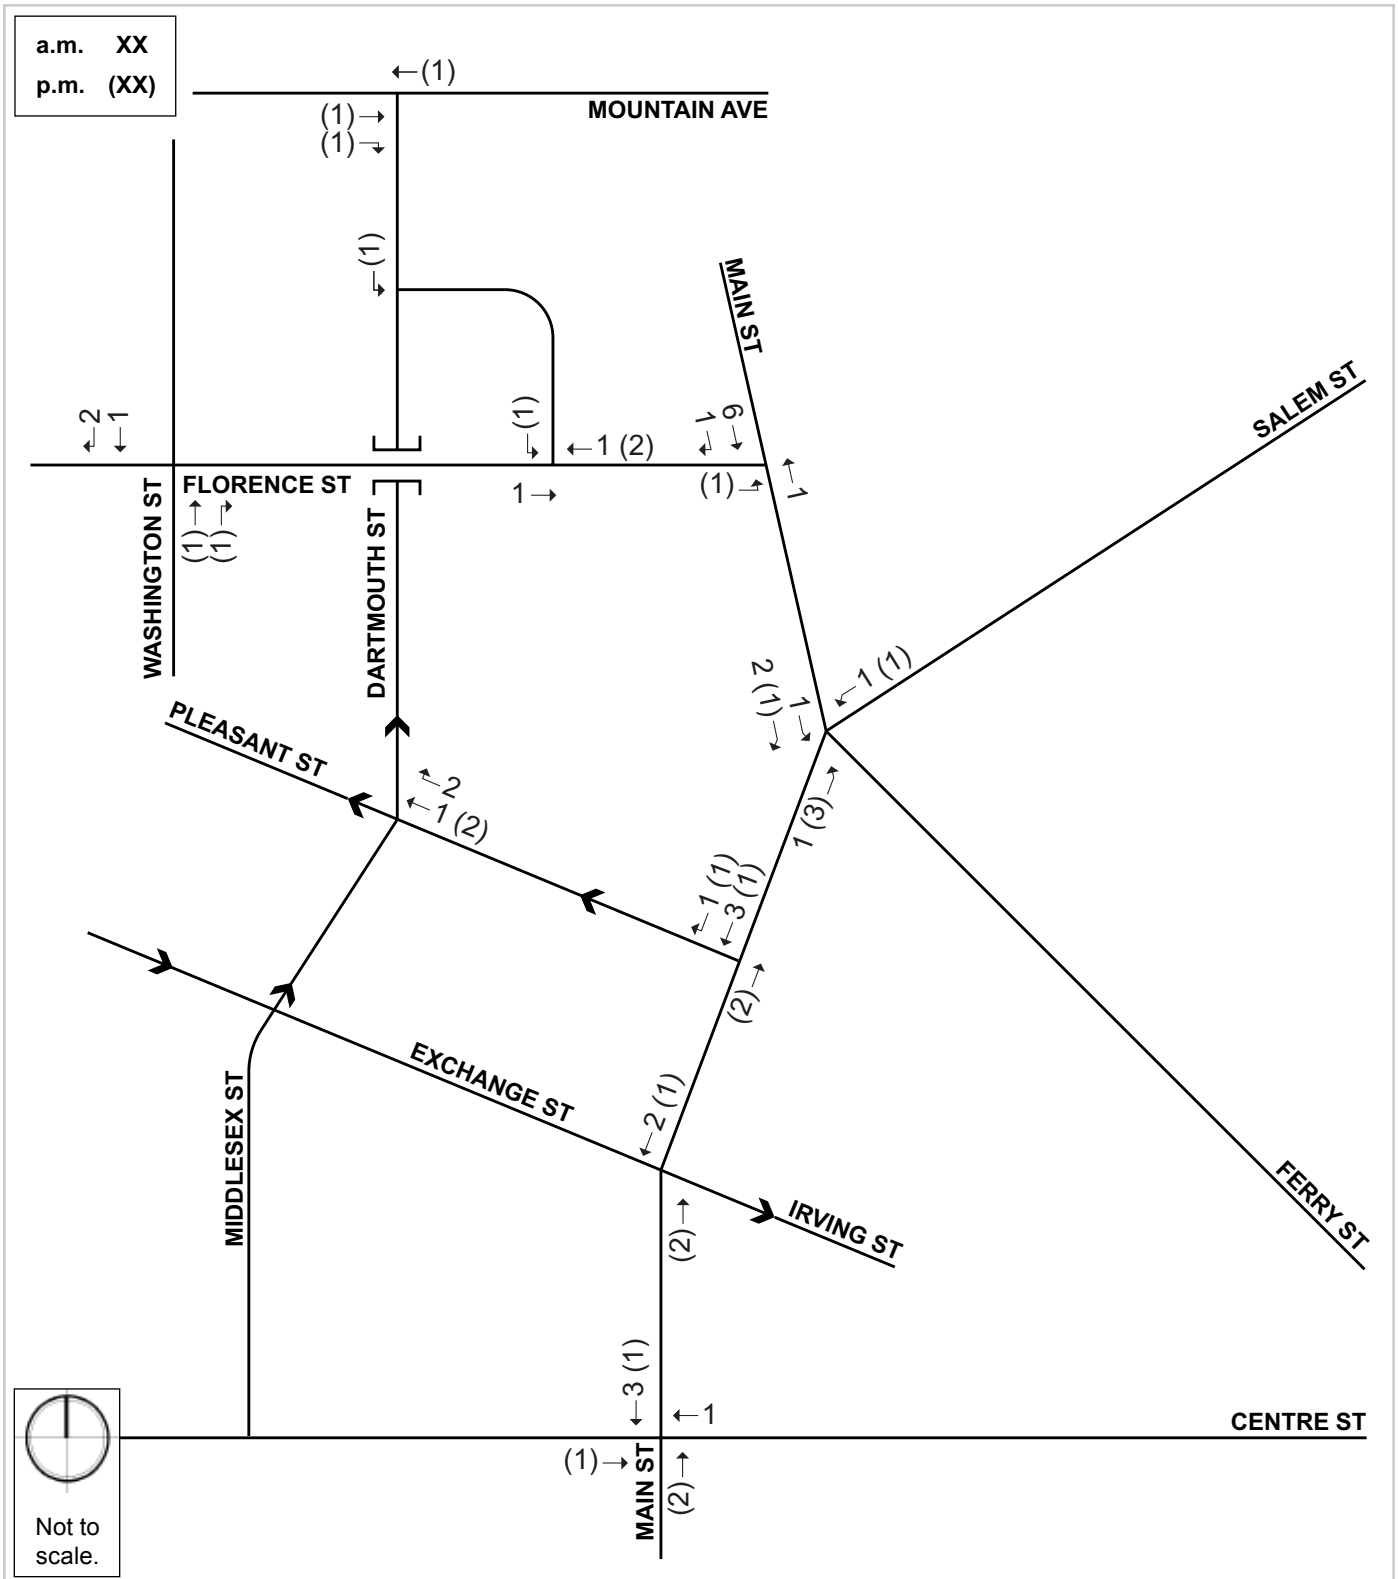 a.m. XX
p.m. (XX)
(1)
MOUNTAIN AVE
(1)
(1)
(1)
MAIN ST
SALEM ST
2
1
(1)
1 (2)
1
6
FLORENCE ST
1
(1)
1
(1)
(1)
WASHINGTON ST
DARTMOUTH ST
2 (1)
1
1 (1)
PLEASANT ST
2
1 (2)
1 (3)
1 (1)
3 (1)
(2)
EXCHANGE ST
2 (1)
MIDDLESEX ST
(2)
IRVING ST
FERRY ST
3 (1)
1
CENTRE ST
(1)
MAIN ST
(2)
Not to
scale.